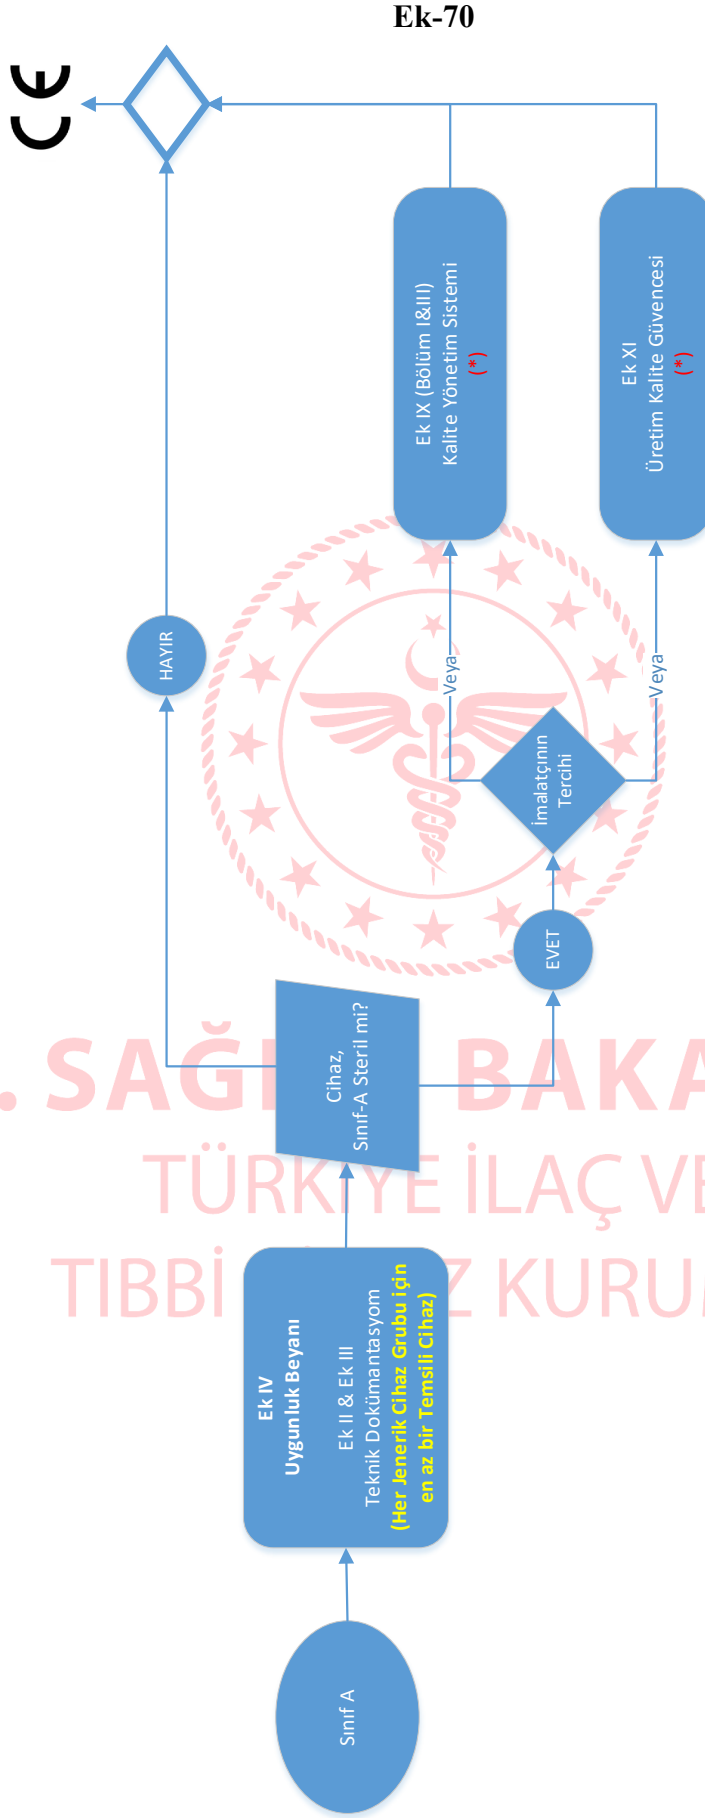 Ek-70
Sınıf A
Ek IV
Uygunluk Beyanı
Ek II & Ek III
Teknik Dokümantasyom
(Her Jenerik Cihaz Grubu için
en az bir Temsili Cihaz)
Cihaz,
Sınıf-A Steril mi?
HAYIR
EVET
İmalatçının
Tercihi
Veya
Veya
Ek IX (Bölüm I&III)
Kalite Yönetim Sistemi
(*)
Ek XI
Üretim Kalite Güvencesi
(*)
CE
. SAĞ BAKA
TÜRKİYE İLAÇ VE
TIBBİ Z KURU